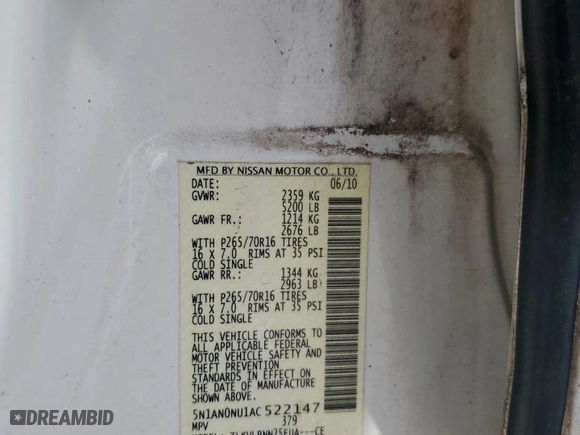 MFD BY NISSAN MOTOR CO., LTD.
DATE: 06/10
GVWR: 2359 KG
5200 LB
GAWR FR.: 1214 KG
2676 LB
WITH P265/70R16 TIRES
16 X 7.0 RIMS AT 35 PSI
COLD SINGLE
GAWR RR.: 1344 KG
2963 LB
WITH P265/70R16 TIRES
16 X 7.0 RIMS AT 35 PSI
COLD SINGLE
THIS VEHICLE CONFORMS TO
ALL APPLICABLE FEDERAL
MOTOR VEHICLE SAFETY AND
THEFT PREVENTION
STANDARDS IN EFFECT ON
THE DATE OF MANUFACTURE
SHOWN ABOVE.
5N1AN0NU1AC522147
MPV 379
DREAMBID